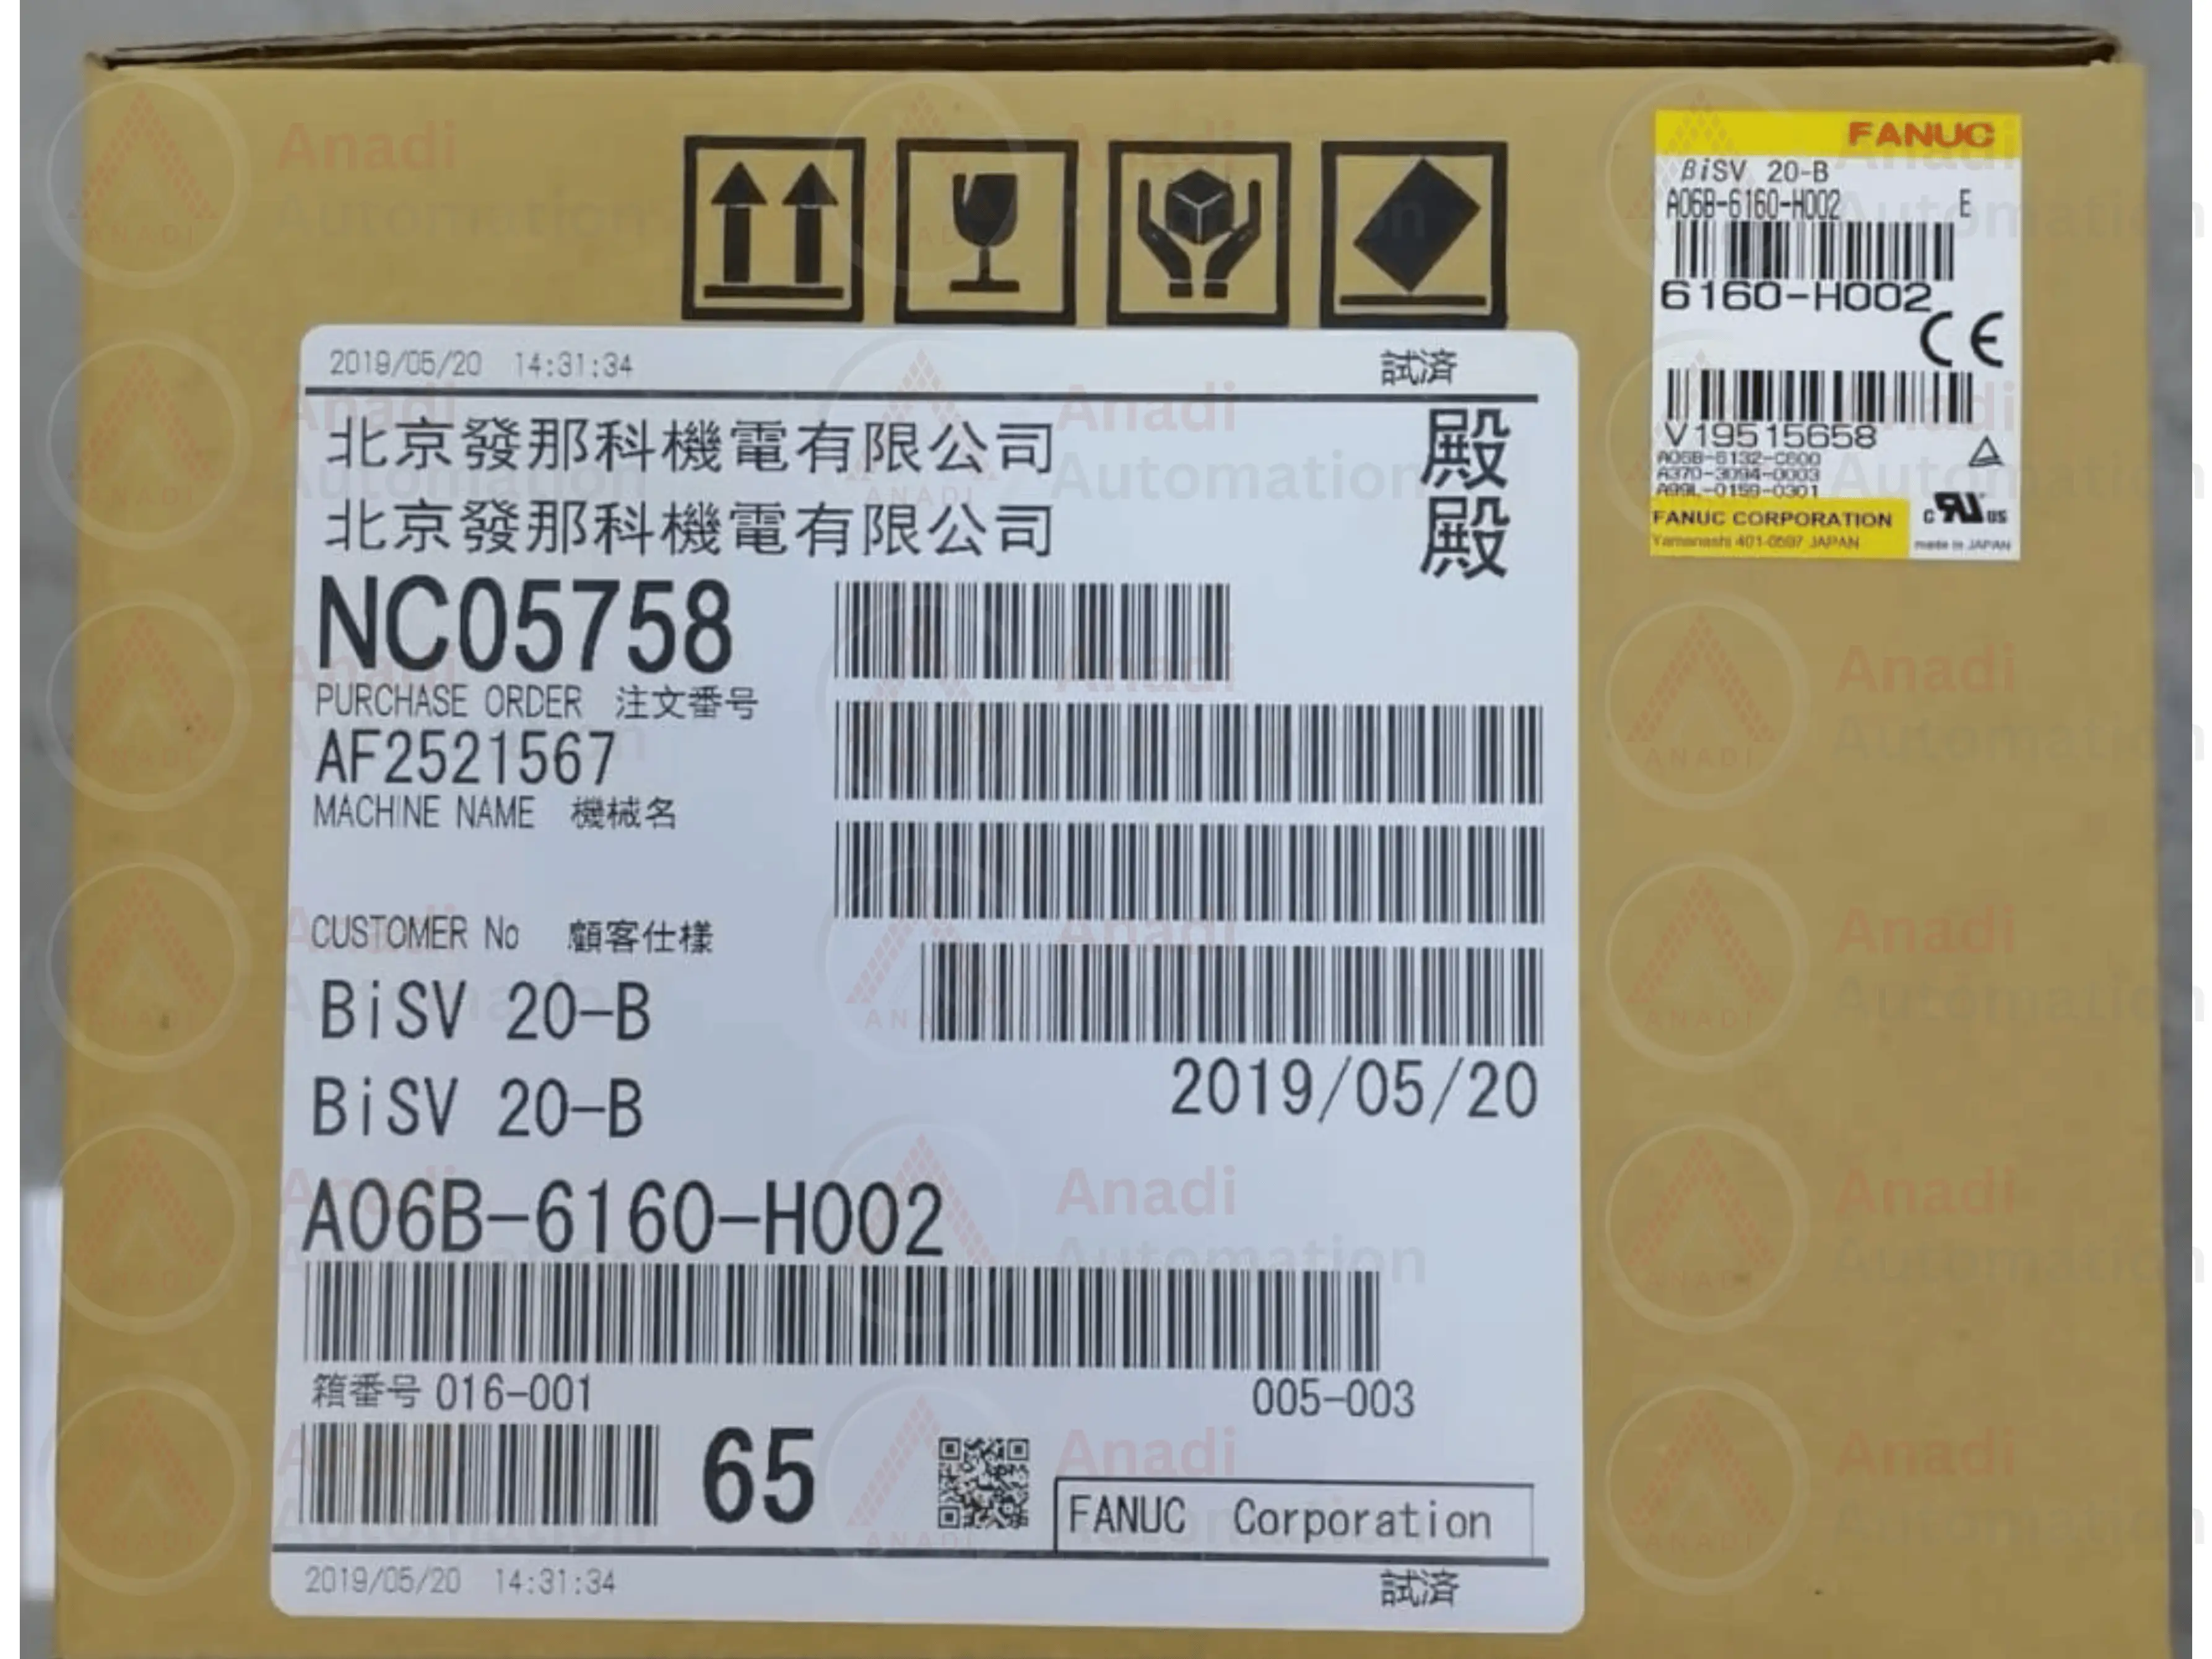 FANUC
βiSV 20-B
A06B-6160-H002 E
6160-H002
CE
V19515658
A06B-6132-C600
A370-3094-0003
A99L-0159-0301
FANUC CORPORATION
Yamanashi 401-0597 JAPAN
c RU US
made in JAPAN
2019/05/20 14:31:34 試済
北京發那科機電有限公司 殿
北京發那科機電有限公司 殿
NC05758
PURCHASE ORDER 注文番号
AF2521567
MACHINE NAME 機械名
CUSTOMER No 顧客仕様
BiSV 20-B
2019/05/20
BiSV 20-B
A06B-6160-H002
箱番号 016-001 005-003
65
FANUC Corporation
2019/05/20 14:31:34 試済
Anadi
Automation
ANADI